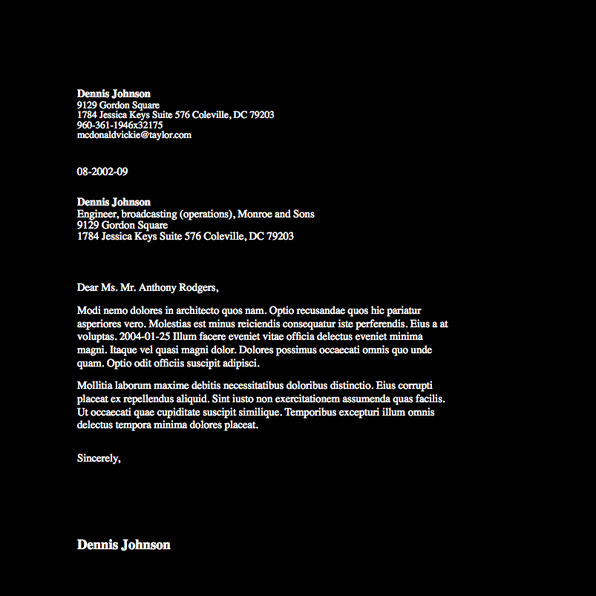 Dennis Johnson
9129 Gordon Square
1784 Jessica Keys Suite 576 Coleville, DC 79203
960-361-1946x32175
mcdonaldvickie@taylor.com
08-2002-09
Dennis Johnson
Engineer, broadcasting (operations), Monroe and Sons
9129 Gordon Square
1784 Jessica Keys Suite 576 Coleville, DC 79203
Dear Ms. Mr. Anthony Rodgers,
Modi nemo dolores in architecto quos nam. Optio recusandae quos hic pariatur
asperiores vero. Molestias est minus reiciendis consequatur iste perferendis. Eius a at
voluptas. 2004-01-25 Illum facere eveniet vitae officia delectus eveniet minima
magni. Itaque vel quasi magni dolor. Dolores possimus occaecati omnis quo unde
quam. Optio odit officiis suscipit adipisci.
Mollitia laborum maxime debitis necessitatibus doloribus distinctio. Eius corrupti
placeat ex repellendus aliquid. Sint iusto non exercitationem assumenda quas facilis.
Ut occaecati quae cupiditate suscipit similique. Temporibus excepturi illum omnis
delectus tempora minima dolores placeat.
Sincerely,
Dennis Johnson